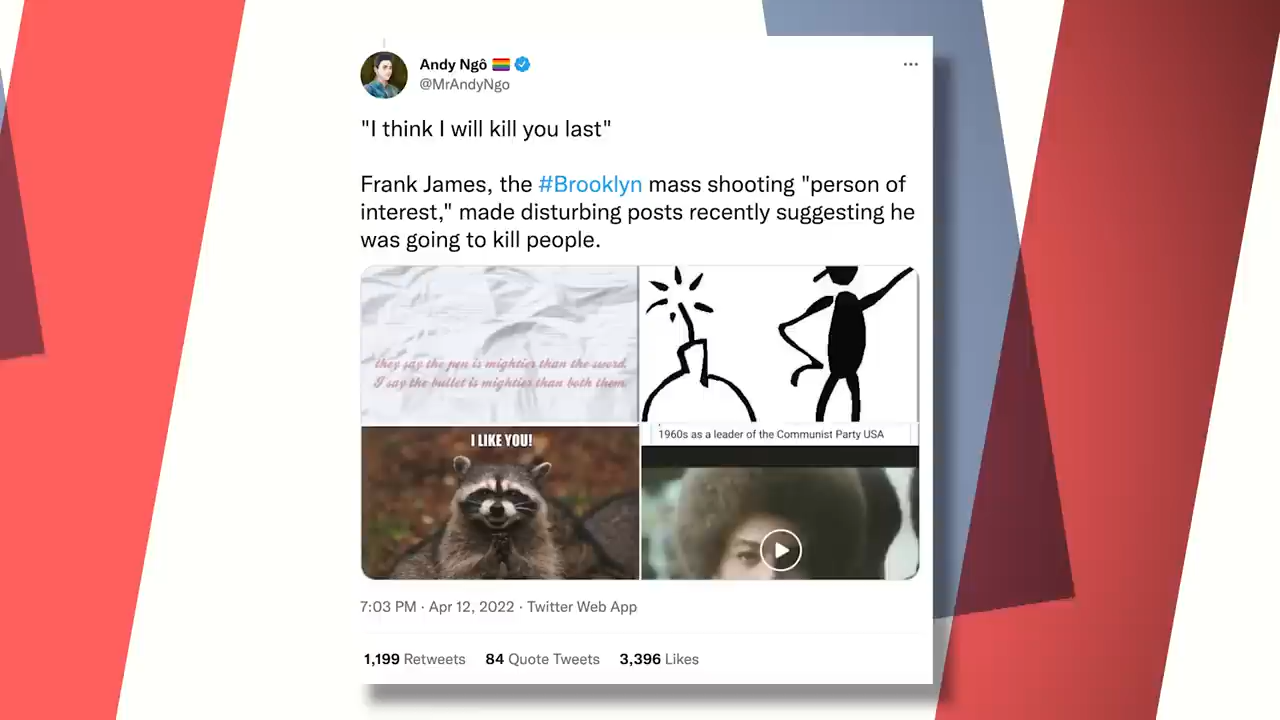 Andy Ngô
@MrAndyNgo
"I think I will kill you last"
Frank James, the #Brooklyn mass shooting "person of
interest," made disturbing posts recently suggesting he
was going to kill people.
they say the pen is mightier than the sword.
I say the bullet is mightier than both them.
I LIKE YOU!
1960s as a leader of the Communist Party USA
7:03 PM · Apr 12, 2022 · Twitter Web App
1,199 Retweets 84 Quote Tweets 3,396 Likes